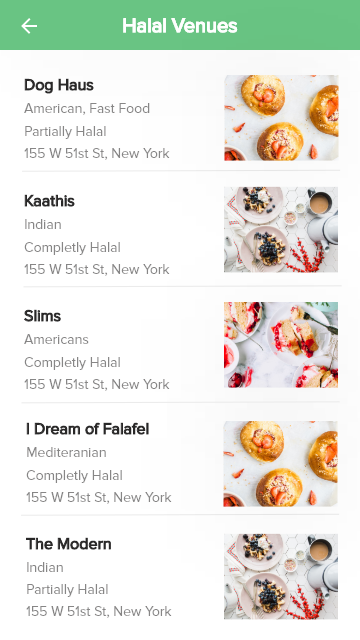 Halal Venues
Dog Haus
American, Fast Food
Partially Halal
155 W 51st St, New York
Kaathis
Indian
Completly Halal
155 W 51st St, New York
Slims
Americans
Completly Halal
155 W 51st St, New York
I Dream of Falafel
Mediteranian
Completly Halal
155 W 51st St, New York
The Modern
Indian
Partially Halal
155 W 51st St, New York